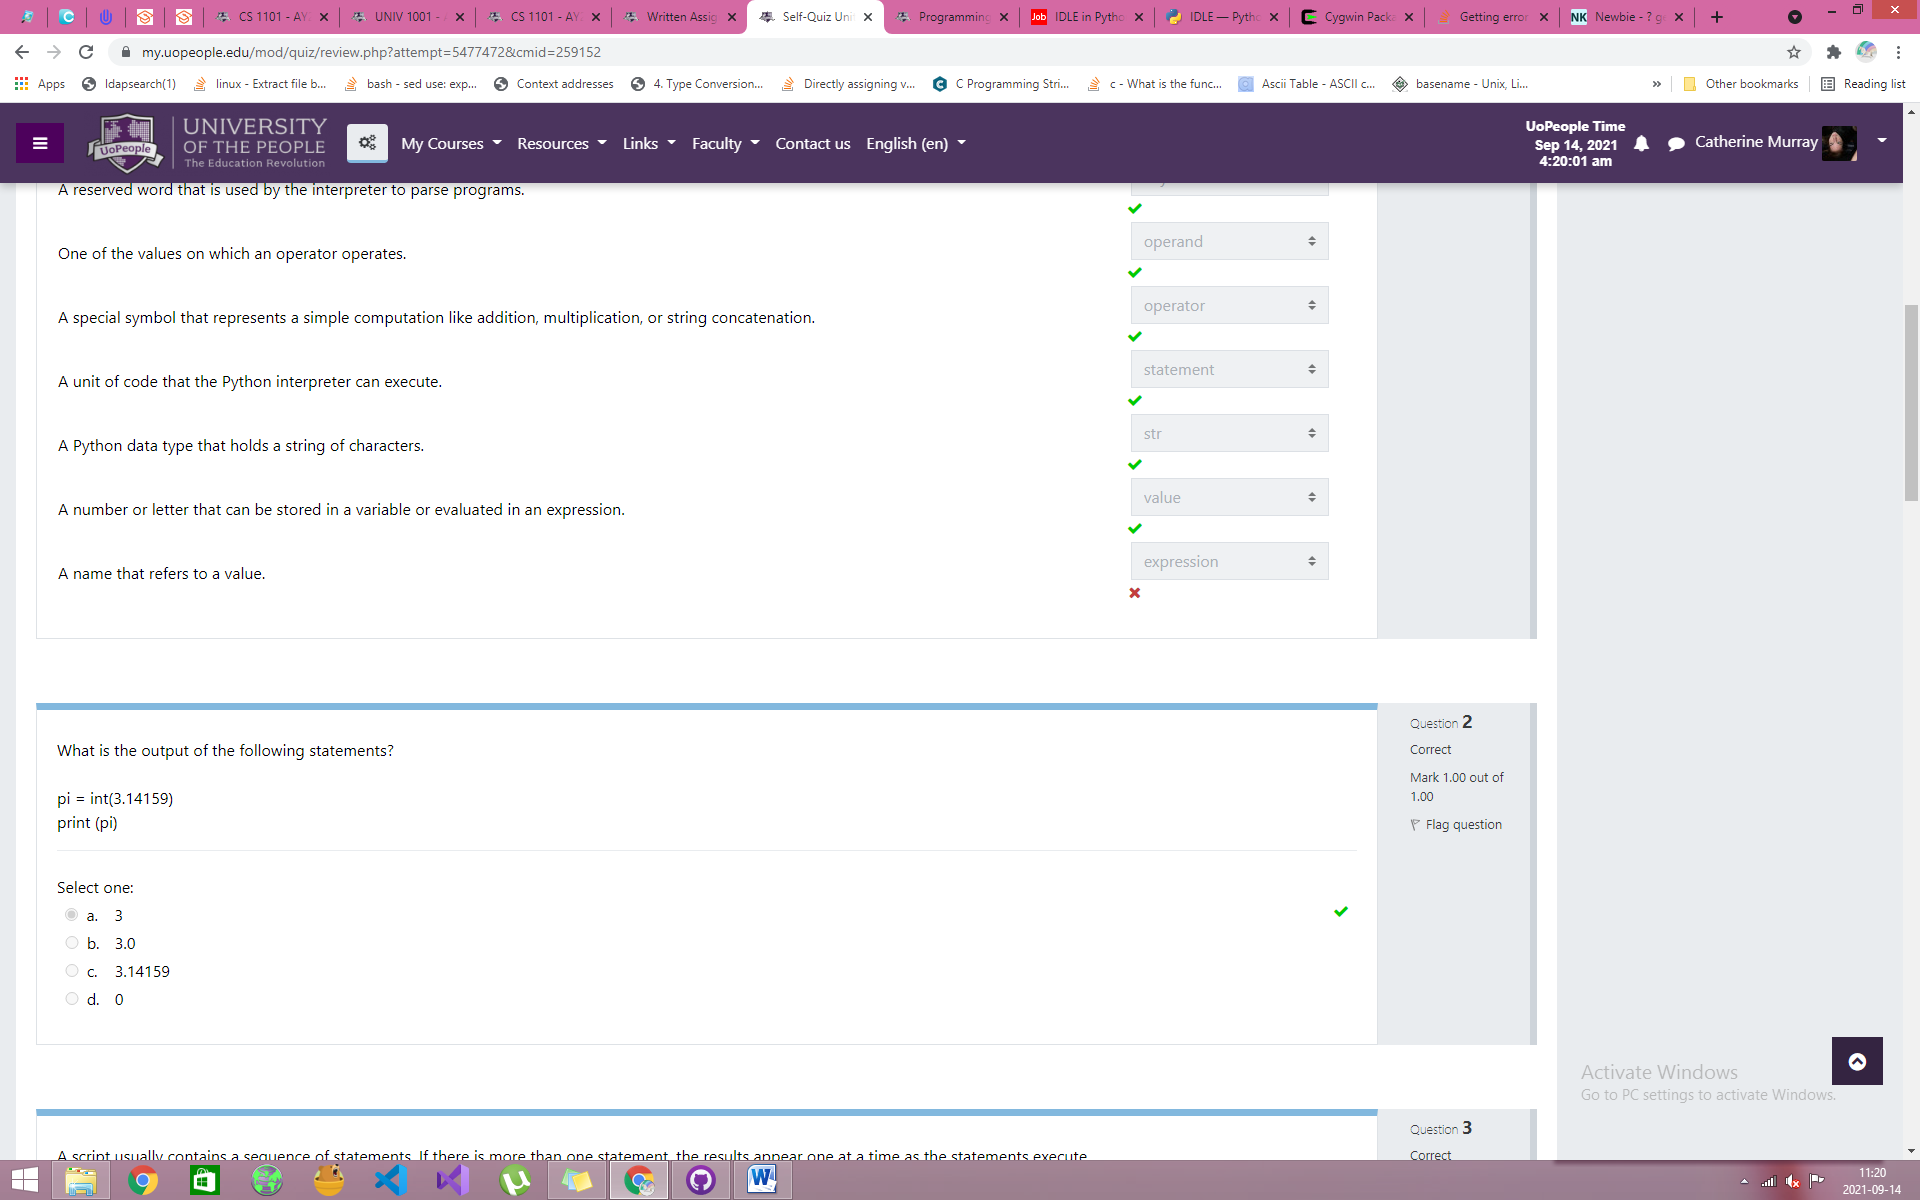 CS 1101 - AY
UNIV 1001 -
CS 1101 - AY
Written Assig
Self-Quiz Uni
Programming
Job IDLE in Pytho
IDLE — Pytho
Cygwin Packa
Getting error
NK Newbie - ? g
my.uopeople.edu/mod/quiz/review.php?attempt=5477472&cmid=259152
Apps
ldapsearch(1)
linux - Extract file b...
bash - sed use: exp...
Context addresses
4. Type Conversion...
Directly assigning v...
C Programming Stri...
c - What is the func...
Ascii Table - ASCII c...
basename - Unix, Li...
»
Other bookmarks
Reading list
UoPeople
UNIVERSITY
OF THE PEOPLE
The Education Revolution
My Courses
Resources
Links
Faculty
Contact us
English (en)
UoPeople Time
Sep 14, 2021
4:20:01 am
Catherine Murray
A reserved word that is used by the interpreter to parse programs.
One of the values on which an operator operates.
operand
A special symbol that represents a simple computation like addition, multiplication, or string concatenation.
operator
A unit of code that the Python interpreter can execute.
statement
A Python data type that holds a string of characters.
str
A number or letter that can be stored in a variable or evaluated in an expression.
value
A name that refers to a value.
expression
Question 2
Correct
Mark 1.00 out of
1.00
Flag question
What is the output of the following statements?
pi = int(3.14159)
print (pi)
Select one:
a. 3
b. 3.0
c. 3.14159
d. 0
Activate Windows
Go to PC settings to activate Windows.
Question 3
Correct
A script usually contains a sequence of statements. If there is more than one statement, the results appear one at a time as the statements execute.
11:20
2021-09-14